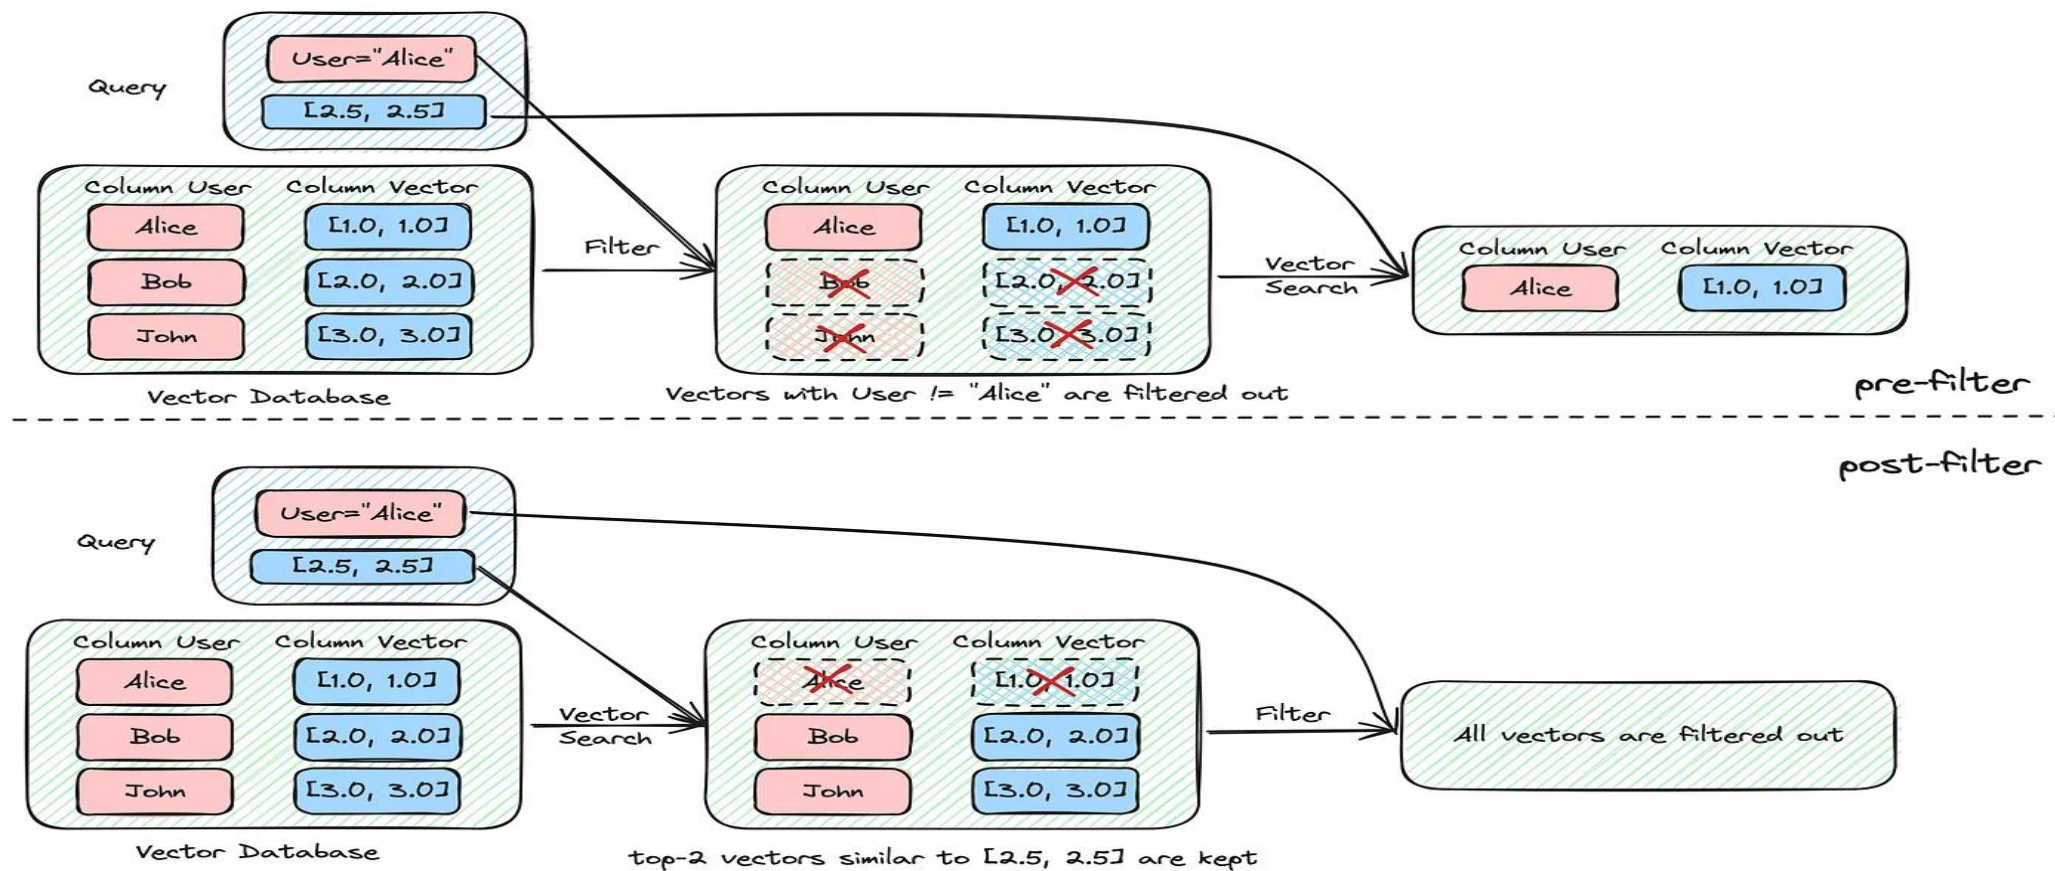 Query
User="Alice"
[2.5, 2.5]
Column User Column Vector
Alice [1.0, 1.0]
Bob [2.0, 2.0]
John [3.0, 3.0]
Vector Database
Filter
Column User Column Vector
Alice [1.0, 1.0]
Bob [2.0, 2.0]
John [3.0, 3.0]
Vectors with User != "Alice" are filtered out
Vector
Search
Column User Column Vector
Alice [1.0, 1.0]
pre-filter
post-filter
Query
User="Alice"
[2.5, 2.5]
Column User Column Vector
Alice [1.0, 1.0]
Bob [2.0, 2.0]
John [3.0, 3.0]
Vector Database
Vector
Search
Column User Column Vector
Alice [1.0, 1.0]
Bob [2.0, 2.0]
John [3.0, 3.0]
top-2 vectors similar to [2.5, 2.5] are kept
Filter
All vectors are filtered out